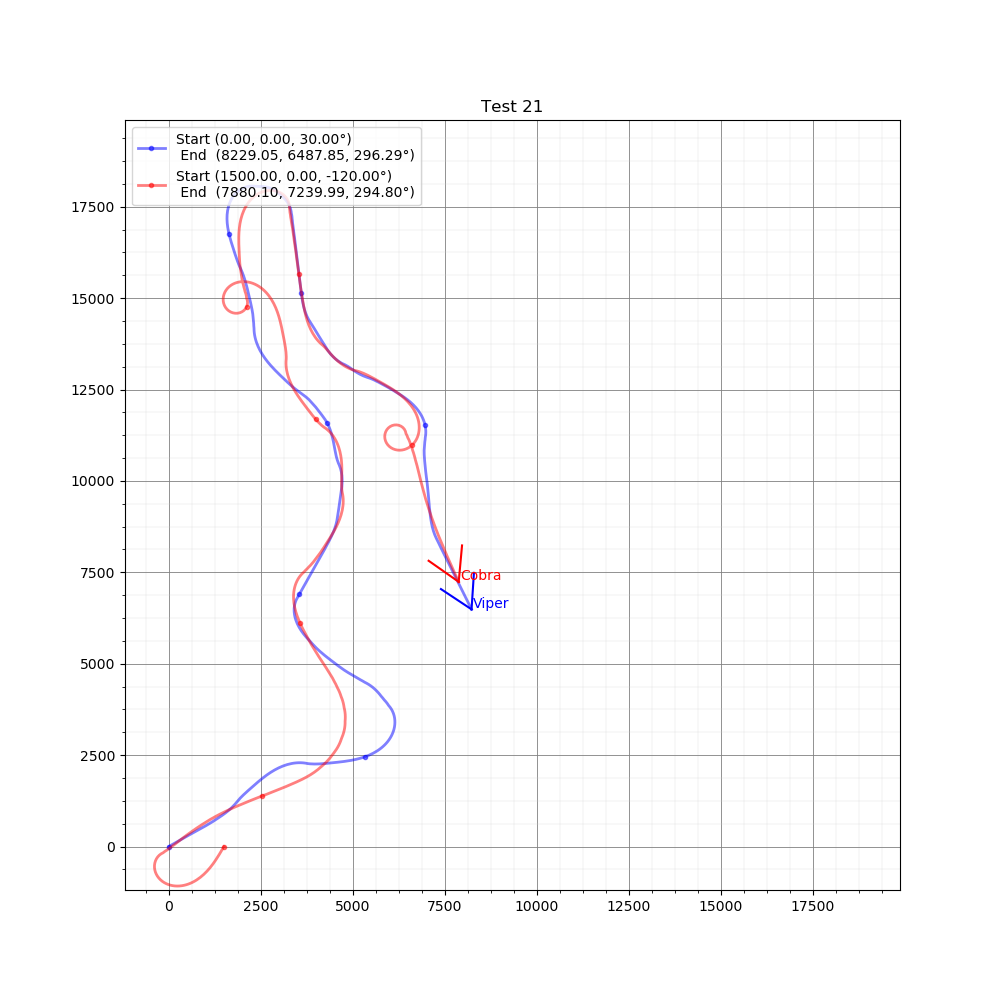 Test 21
Start (0.00, 0.00, 30.00°)
End (8229.05, 6487.85, 296.29°)
Start (1500.00, 0.00, -120.00°)
End (7880.10, 7239.99, 294.80°)
17500
15000
12500
10000
7500
5000
2500
0
Cobra
Viper
0 2500 5000 7500 10000 12500 15000 17500